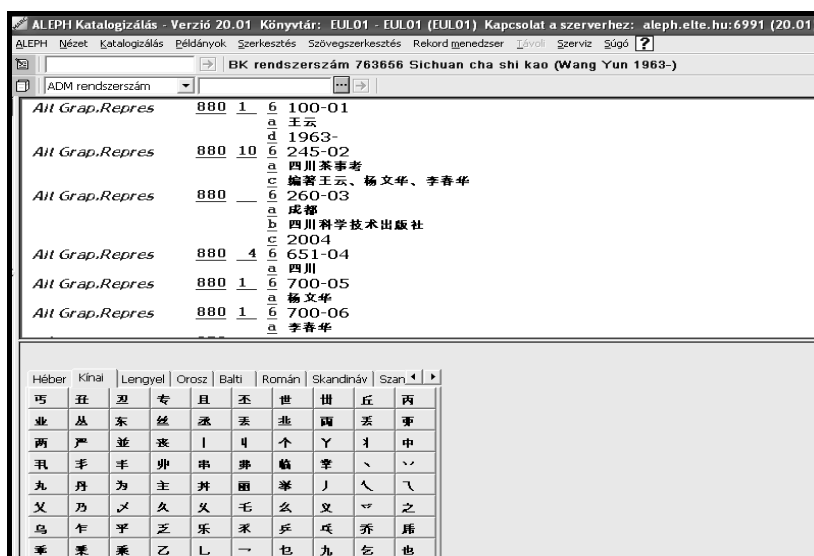 ALEPH Katalogizálás - Verzió 20.01 Könyvtár: EUL01 - EUL01 (EUL01) Kapcsolat a szerverhez: aleph.elte.hu:6991 (20.01
ALEPH Nézet Katalogizálás Példányok Szerkesztés Szövegszerkesztés Rekord menedzser Távoli Szerviz Súgó ?
BK rendszerszám 763656 Sichuan cha shi kao (Wang Yun 1963-)
ADM rendszerszám
Alt Grap.Repres 880 1 6 100-01
a 王云
d 1963-
Alt Grap.Repres 880 10 6 245-02
a 四川茶事考
c 编著王云、杨文华、李春华
Alt Grap.Repres 880 6 260-03
a 成都
b 四川科学技术出版社
c 2004
Alt Grap.Repres 880 4 6 651-04
a 四川
Alt Grap.Repres 880 1 6 700-05
a 杨文华
Alt Grap.Repres 880 1 6 700-06
a 李春华
Héber Kínai Lengyel Orosz Balti Román Skandináv Szan
丐 丑 丑 专 且 丕 世 丗 丘 丙
业 丛 东 丝 丞 丟 丠 両 丢
两 严 並 丧 丨 丩 个 丫 丬 中
丰 丱 串 弗 临 丵 丶
丸 丹 为 主 丼 丽 举 丿 乀 乁
乂 乃 乄 久 乆 乇 么 义 之
乌 乍 乎 乏 乐 乑 乒 乓 乔
乖 乗 乘 乙 乚 乛 乜 九 乞 也